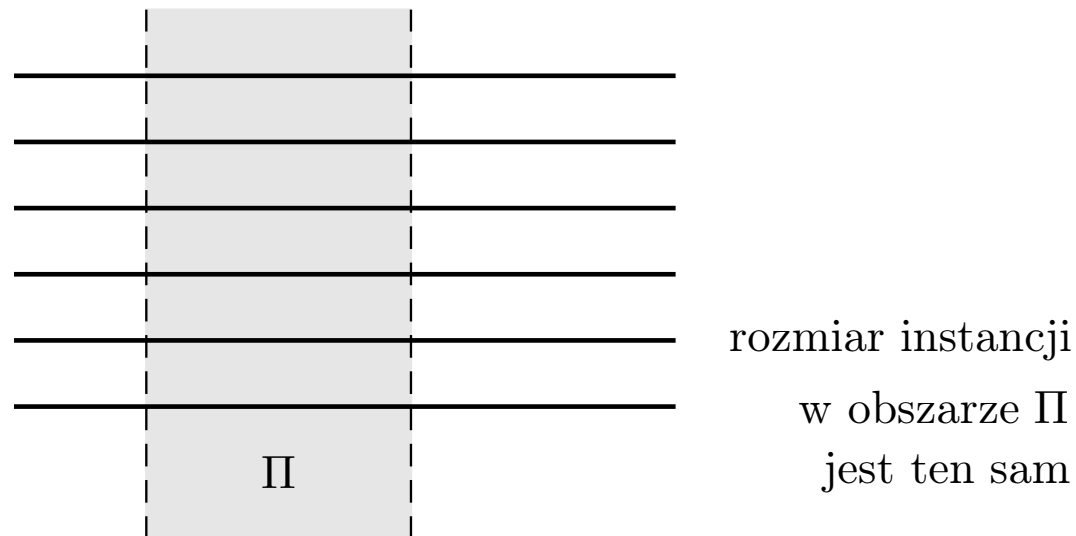 rozmiar instancji
w obszarze Π
jest ten sam
Π